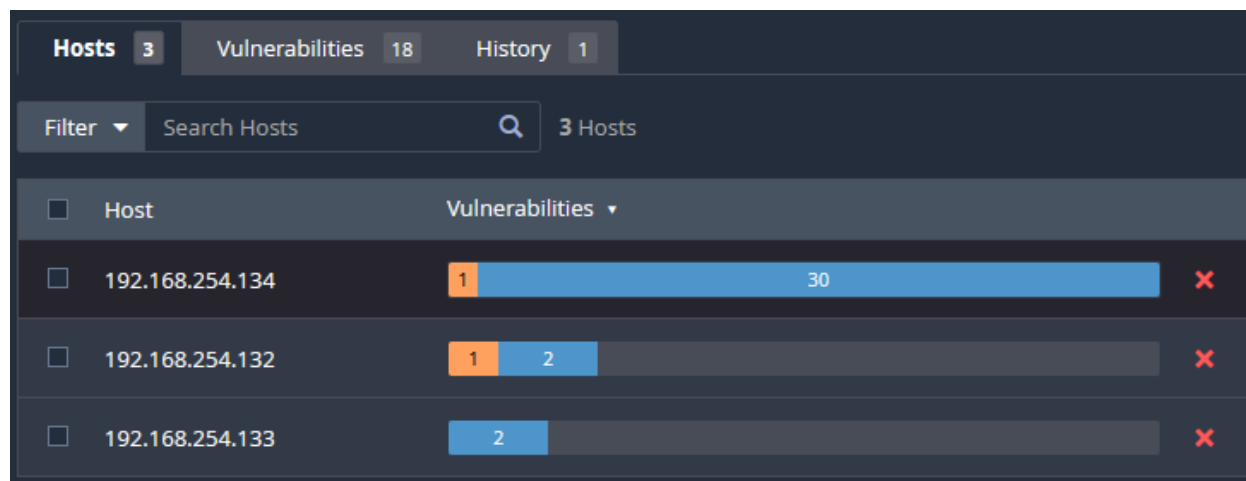 Hosts 3 Vulnerabilities 18 History 1
Filter Search Hosts 3 Hosts
Host Vulnerabilities
192.168.254.134 1 30
192.168.254.132 1 2
192.168.254.133 2